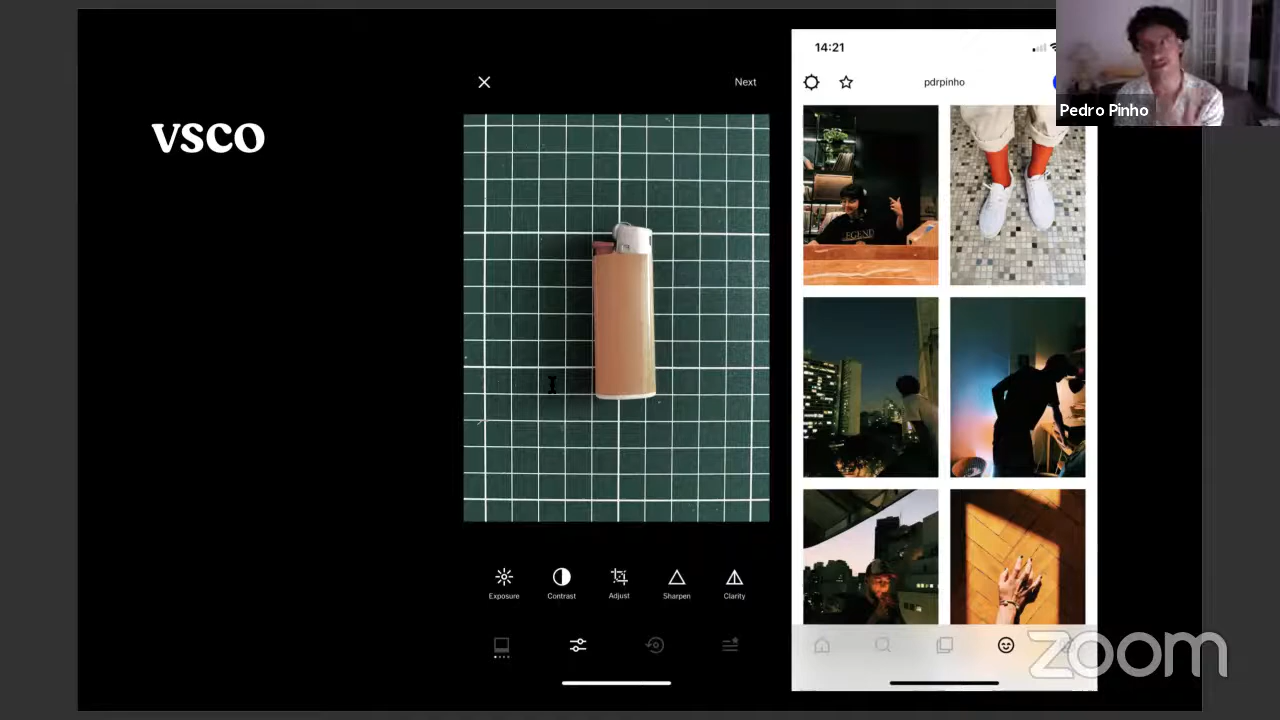 vsco
Next
Exposure
Contrast
Adjust
Sharpen
Clarity
14:21
pdrpinho
LEGEND
Pedro Pinho
zoom